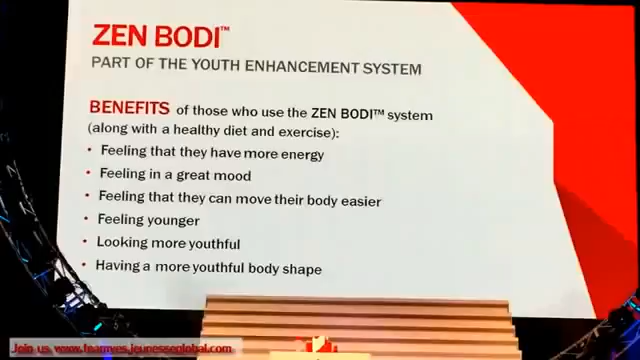 ZEN BODI™
PART OF THE YOUTH ENHANCEMENT SYSTEM
BENEFITS of those who use the ZEN BODI™ system
(along with a healthy diet and exercise):
• Feeling that they have more energy
• Feeling in a great mood
• Feeling that they can move their body easier
• Feeling younger
• Looking more youthful
• Having a more youthful body shape
Join us, www.fnamyes.jeunesseglobal.com